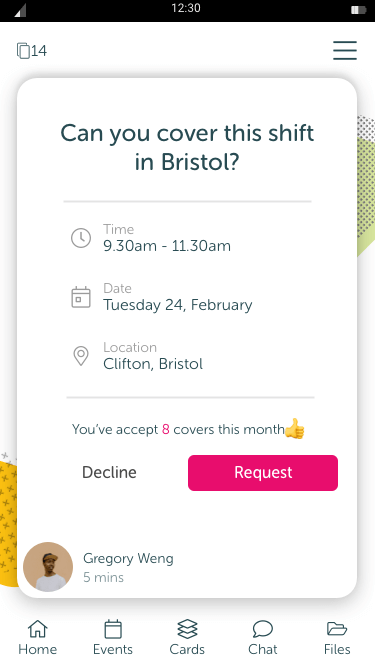 12:30
14
Can you cover this shift
in Bristol?
Time
9.30am - 11.30am
Date
Tuesday 24, February
Location
Clifton, Bristol
You’ve accept 8 covers this month👍
Decline
Request
Gregory Weng
5 mins
Home
Events
Cards
Chat
Files